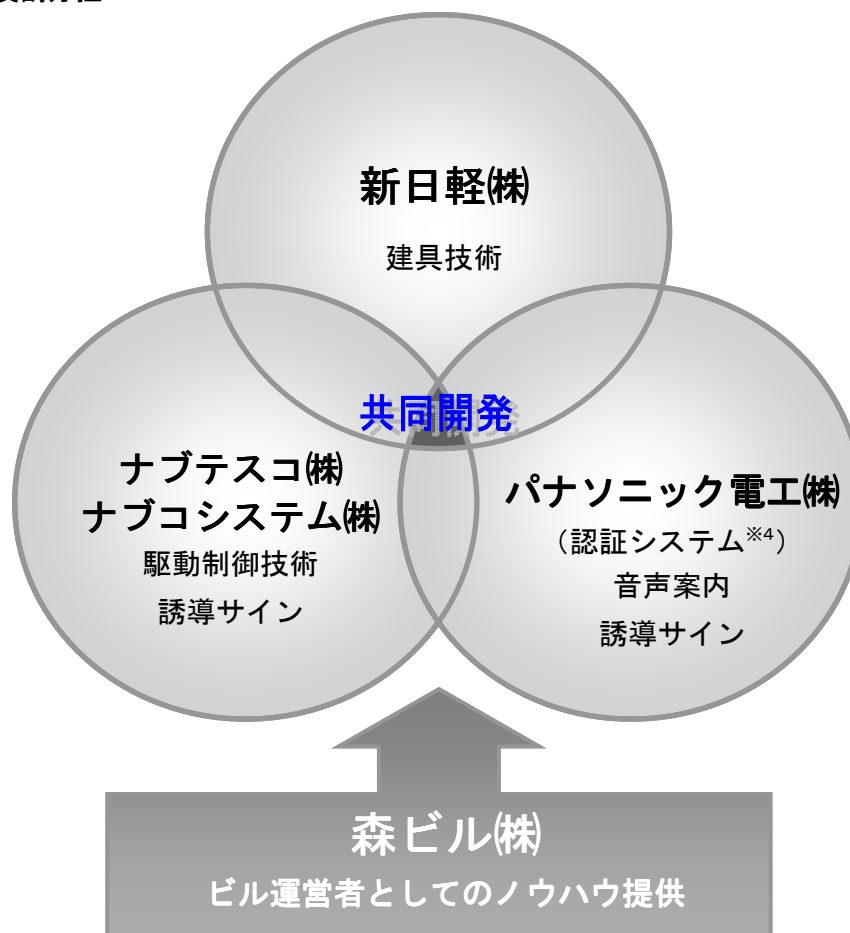 新日軽㈱
建具技術
共同開発
ナブテスコ㈱
ナブコシステム㈱
駆動制御技術
誘導サイン
パナソニック電工㈱
（認証システム※4）
音声案内
誘導サイン
森ビル㈱
ビル運営者としてのノウハウ提供